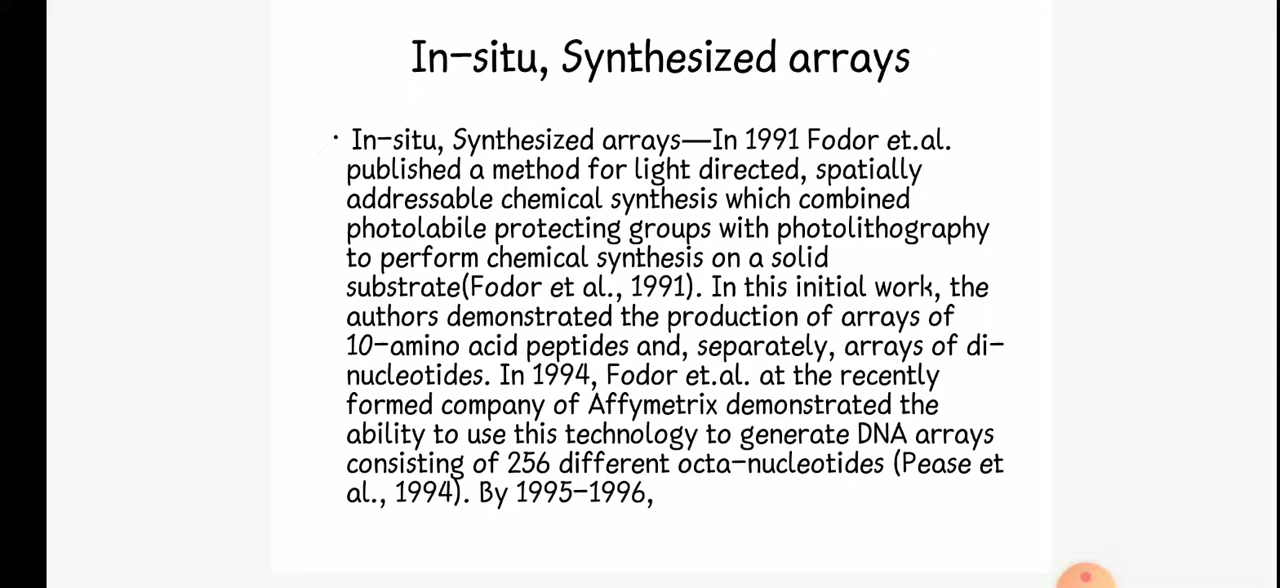 In-situ, Synthesized arrays
· In-situ, Synthesized arrays—In 1991 Fodor et.al.
published a method for light directed, spatially
addressable chemical synthesis which combined
photolabile protecting groups with photolithography
to perform chemical synthesis on a solid
substrate(Fodor et al., 1991). In this initial work, the
authors demonstrated the production of arrays of
10-amino acid peptides and, separately, arrays of di-
nucleotides. In 1994, Fodor et.al. at the recently
formed company of Affymetrix demonstrated the
ability to use this technology to generate DNA arrays
consisting of 256 different octa-nucleotides (Pease et
al., 1994). By 1995-1996,